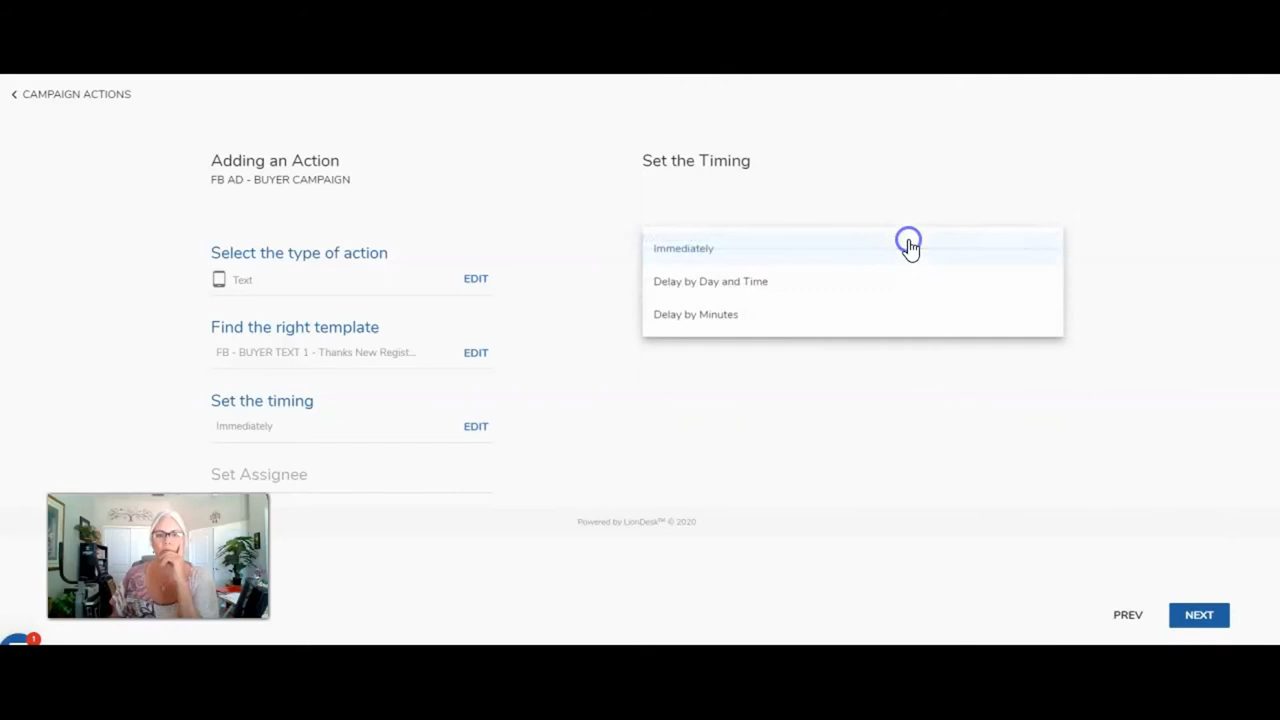 CAMPAIGN ACTIONS
Adding an Action
FB AD - BUYER CAMPAIGN
Select the type of action
Text
EDIT
Find the right template
FB - BUYER TEXT 1 - Thanks New Regist...
EDIT
Set the timing
Immediately
EDIT
Set Assignee
Set the Timing
Immediately
Delay by Day and Time
Delay by Minutes
Powered by LionDesk™ © 2020
PREV
NEXT
1